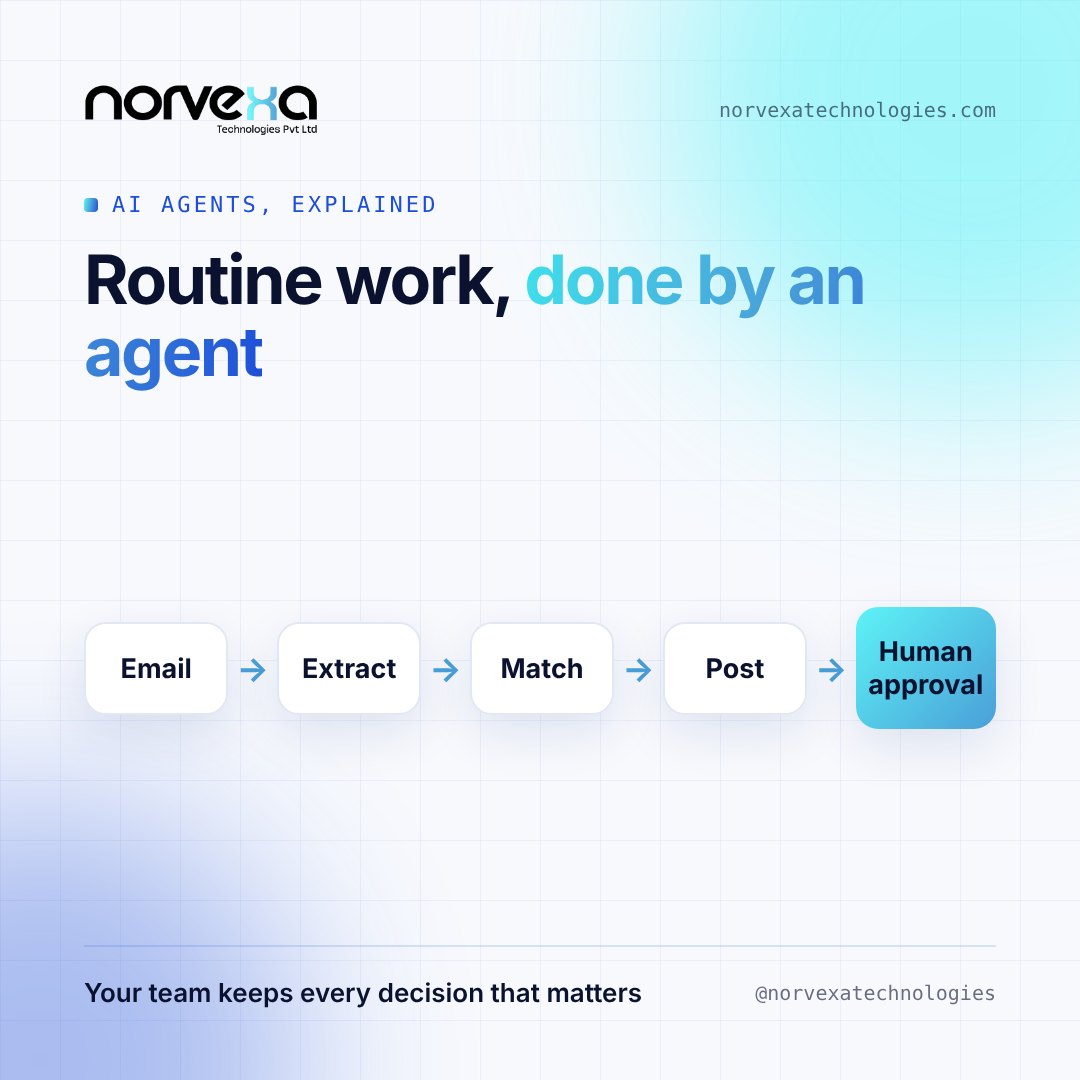 norvexa
Technologies Pvt Ltd
norvexatechnologies.com
AI AGENTS, EXPLAINED
Routine work, done by an
agent
Email
Extract
Match
Post
Human
approval
Your team keeps every decision that matters
@norvexatechnologies